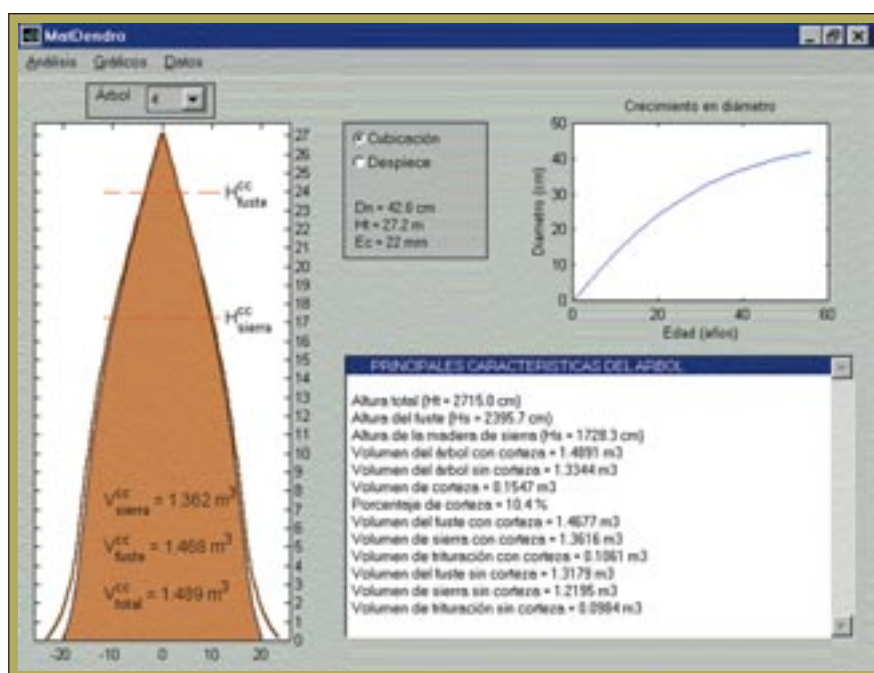 MatDendro
Análisis Gráficos Datos
Arbol 4
27
26
25
24
23
22
21
20
19
18
17
16
15
14
13
12
11
10
9
8
7
6
5
4
3
2
1
0
H cc fuste
H cc sierra
V cc sierra = 1.362 m3
V cc fuste = 1.468 m3
V cc total = 1.489 m3
-20 -10 0 10 20
Cubicación
Despiece
Dn = 42.6 cm
Ht = 27.2 m
Ec = 22 mm
Crecimiento en diámetro
Diametro (cm)
50
40
30
20
10
0
0 20 40 60
Edad (años)
PRINCIPALES CARACTERISTICAS DEL ARBOL
Altura total (Ht = 2715.0 cm)
Altura del fuste (Hs = 2395.7 cm)
Altura de la madera de sierra (Hs = 1728.3 cm)
Volumen del árbol con corteza = 1.4891 m3
Volumen del árbol sin corteza = 1.3344 m3
Volumen de corteza = 0.1547 m3
Porcentaje de corteza = 10.4 %
Volumen del fuste con corteza = 1.4677 m3
Volumen de sierra con corteza = 1.3616 m3
Volumen de trituración con corteza = 0.1061 m3
Volumen del fuste sin corteza = 1.3179 m3
Volumen de sierra sin corteza = 1.2195 m3
Volumen de trituración sin corteza = 0.0984 m3